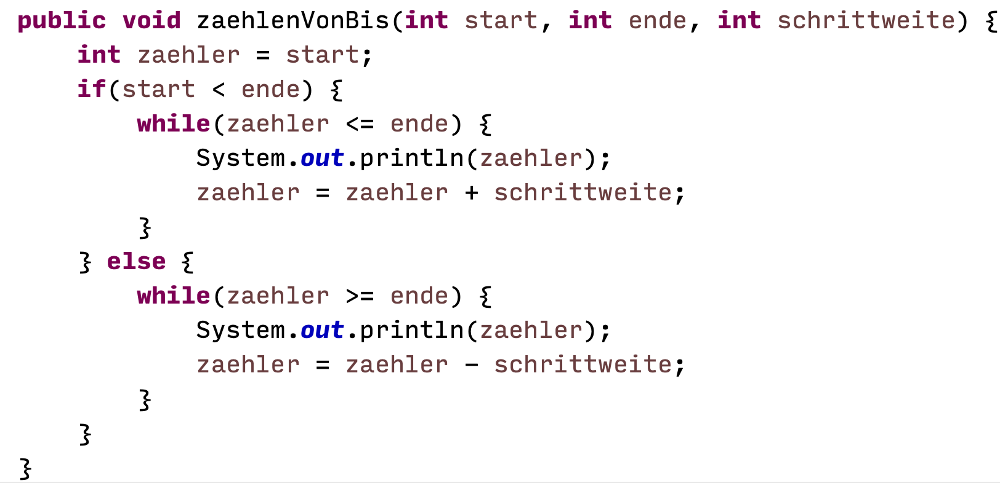 public void zaehlenVonBis(int start, int ende, int schrittweite) {
    int zaehler = start;
    if(start < ende) {
        while(zaehler <= ende) {
            System.out.println(zaehler);
            zaehler = zaehler + schrittweite;
        }
    } else {
        while(zaehler >= ende) {
            System.out.println(zaehler);
            zaehler = zaehler - schrittweite;
        }
    }
}